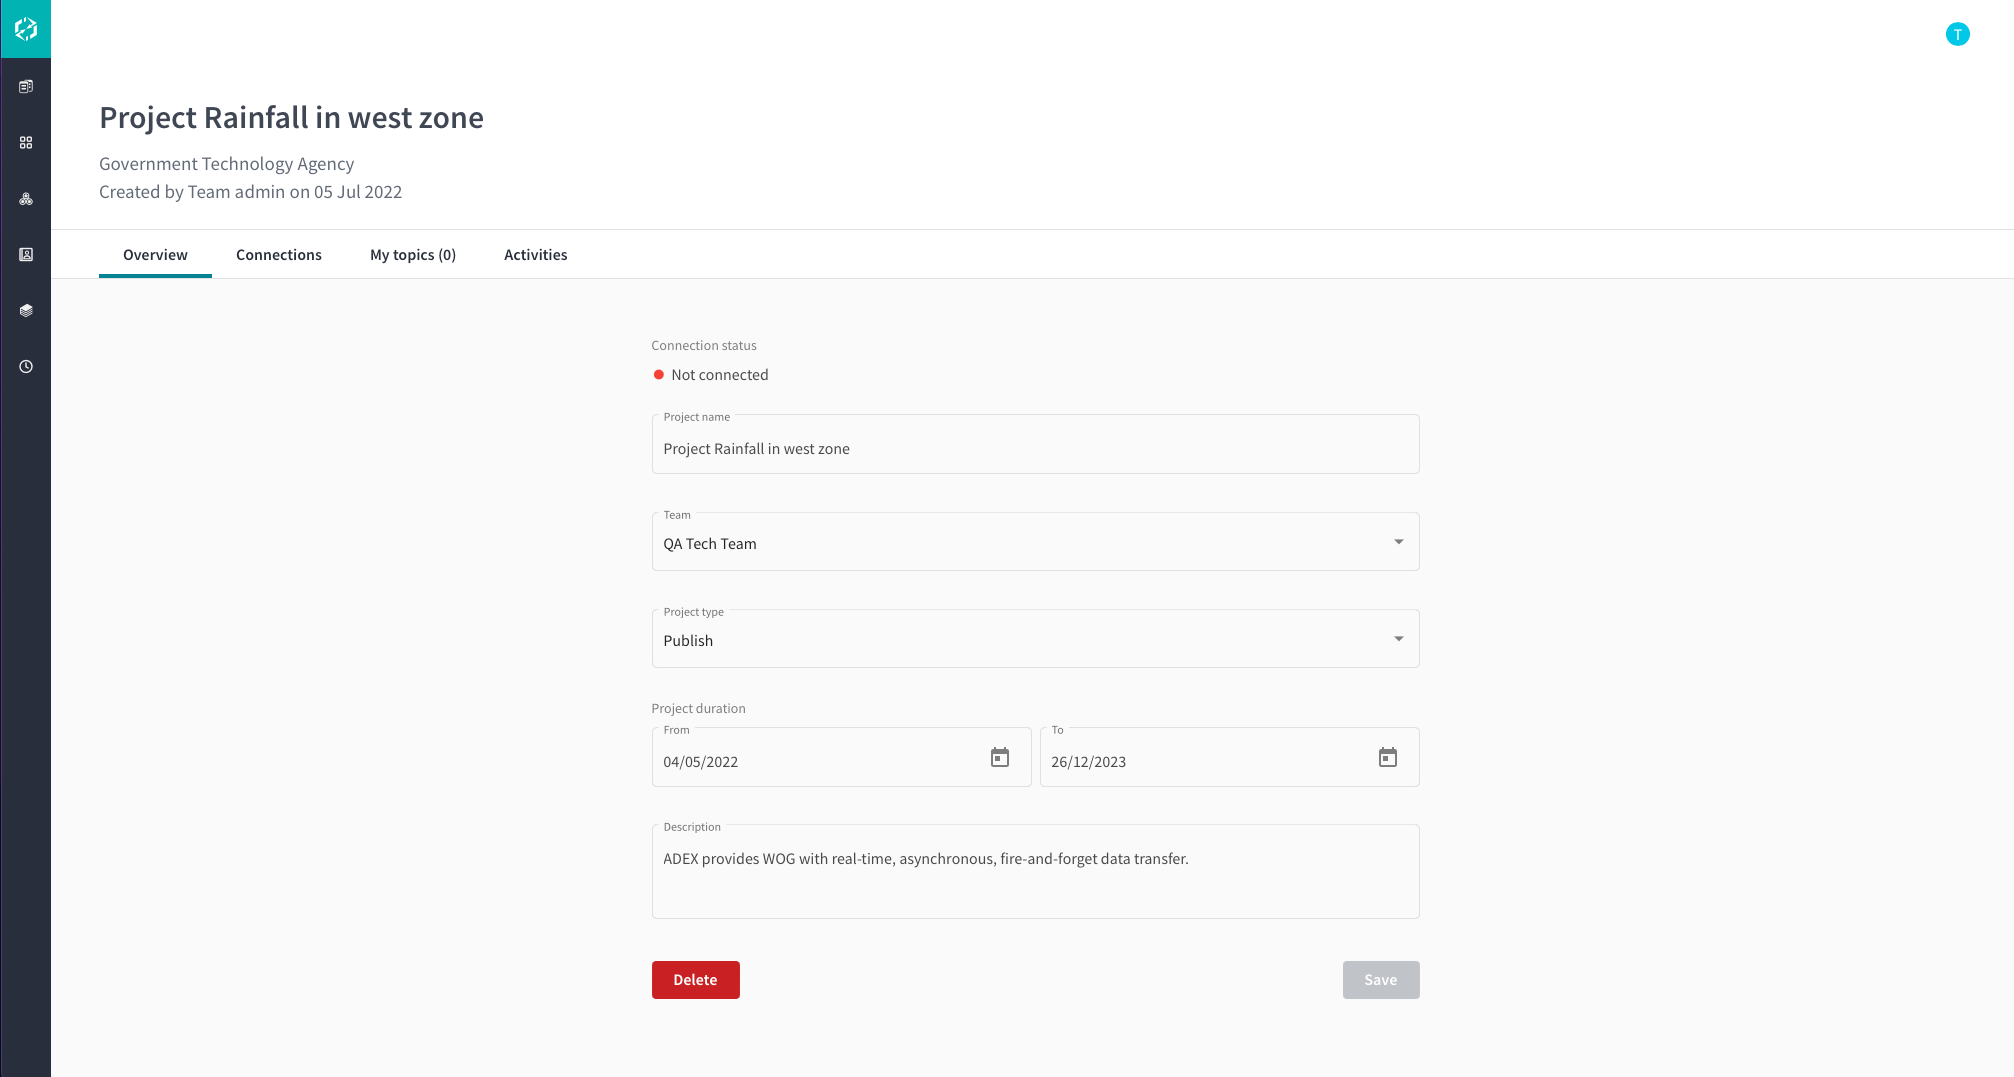 T
Project Rainfall in west zone
Government Technology Agency
Created by Team admin on 05 Jul 2022
Overview Connections My topics (0) Activities
Connection status
Not connected
Project name
Project Rainfall in west zone
Team
QA Tech Team
Project type
Publish
Project duration
From To
04/05/2022 26/12/2023
Description
ADEX provides WOG with real-time, asynchronous, fire-and-forget data transfer.
Delete Save